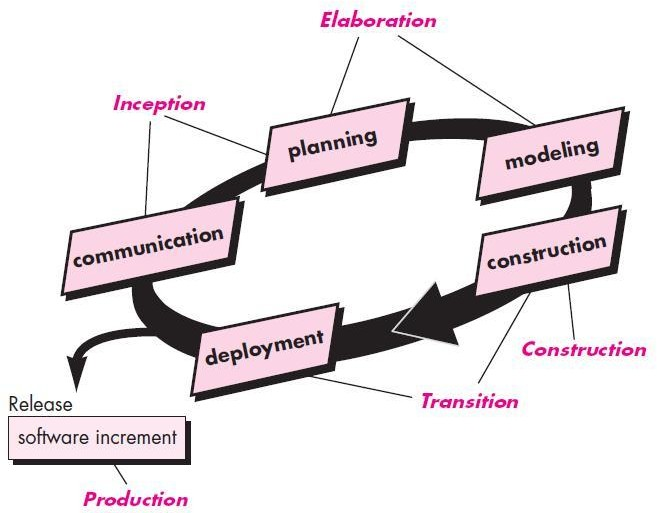 Elaboration
Inception
planning
modeling
communication
construction
deployment
Construction
Transition
Release
software increment
Production